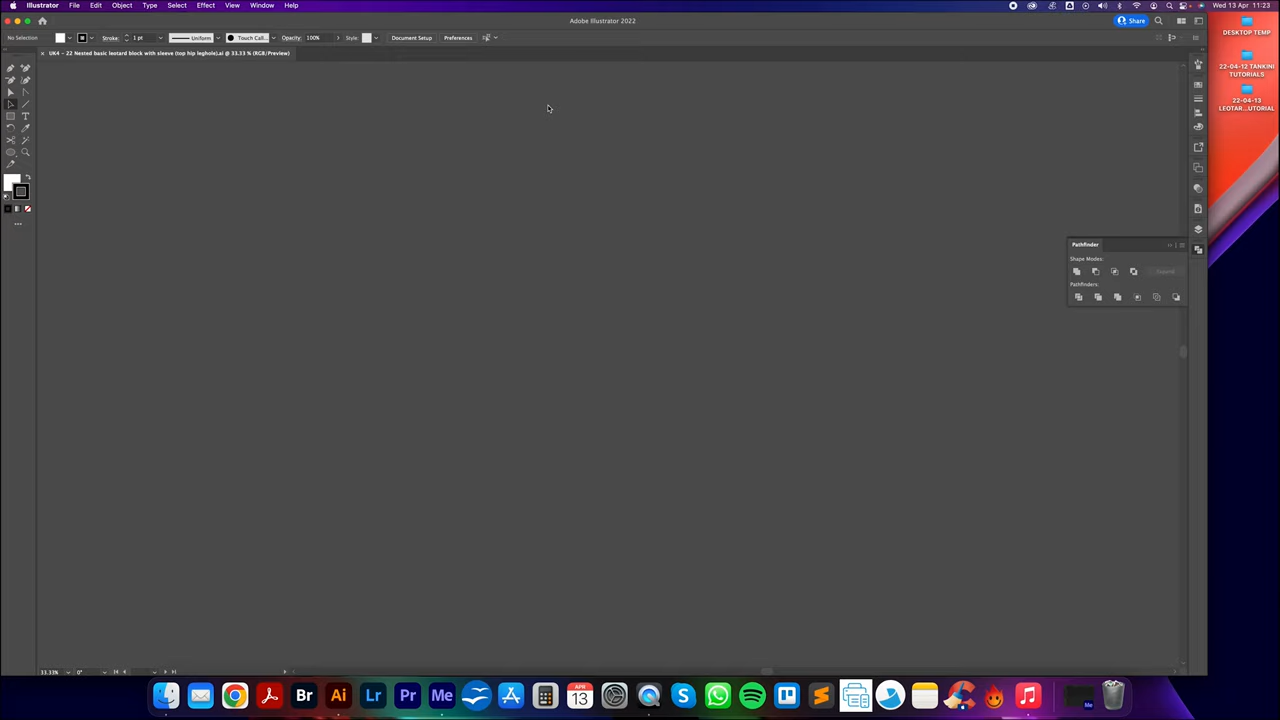 Illustrator File Edit Object Type Select Effect View Window Help
Wed 13 Apr 11:23
Adobe Illustrator 2022
Share
No Selection
Stroke: 1 pt Uniform Touch Call... Opacity: 100% Style: Document Setup Preferences
UK4 - 22 Nested basic leotard block with sleeve (top hip leghole).ai @ 33.33 % (RGB/Preview)
DESKTOP TEMP
22-04-12 TANKINI
TUTORIALS
22-04-13
LEOTAR...UTORIAL
Pathfinder
Shape Modes:
Expand
Pathfinders:
33.33% 0°
Br Ai Lr Pr Me
APR
13
Me